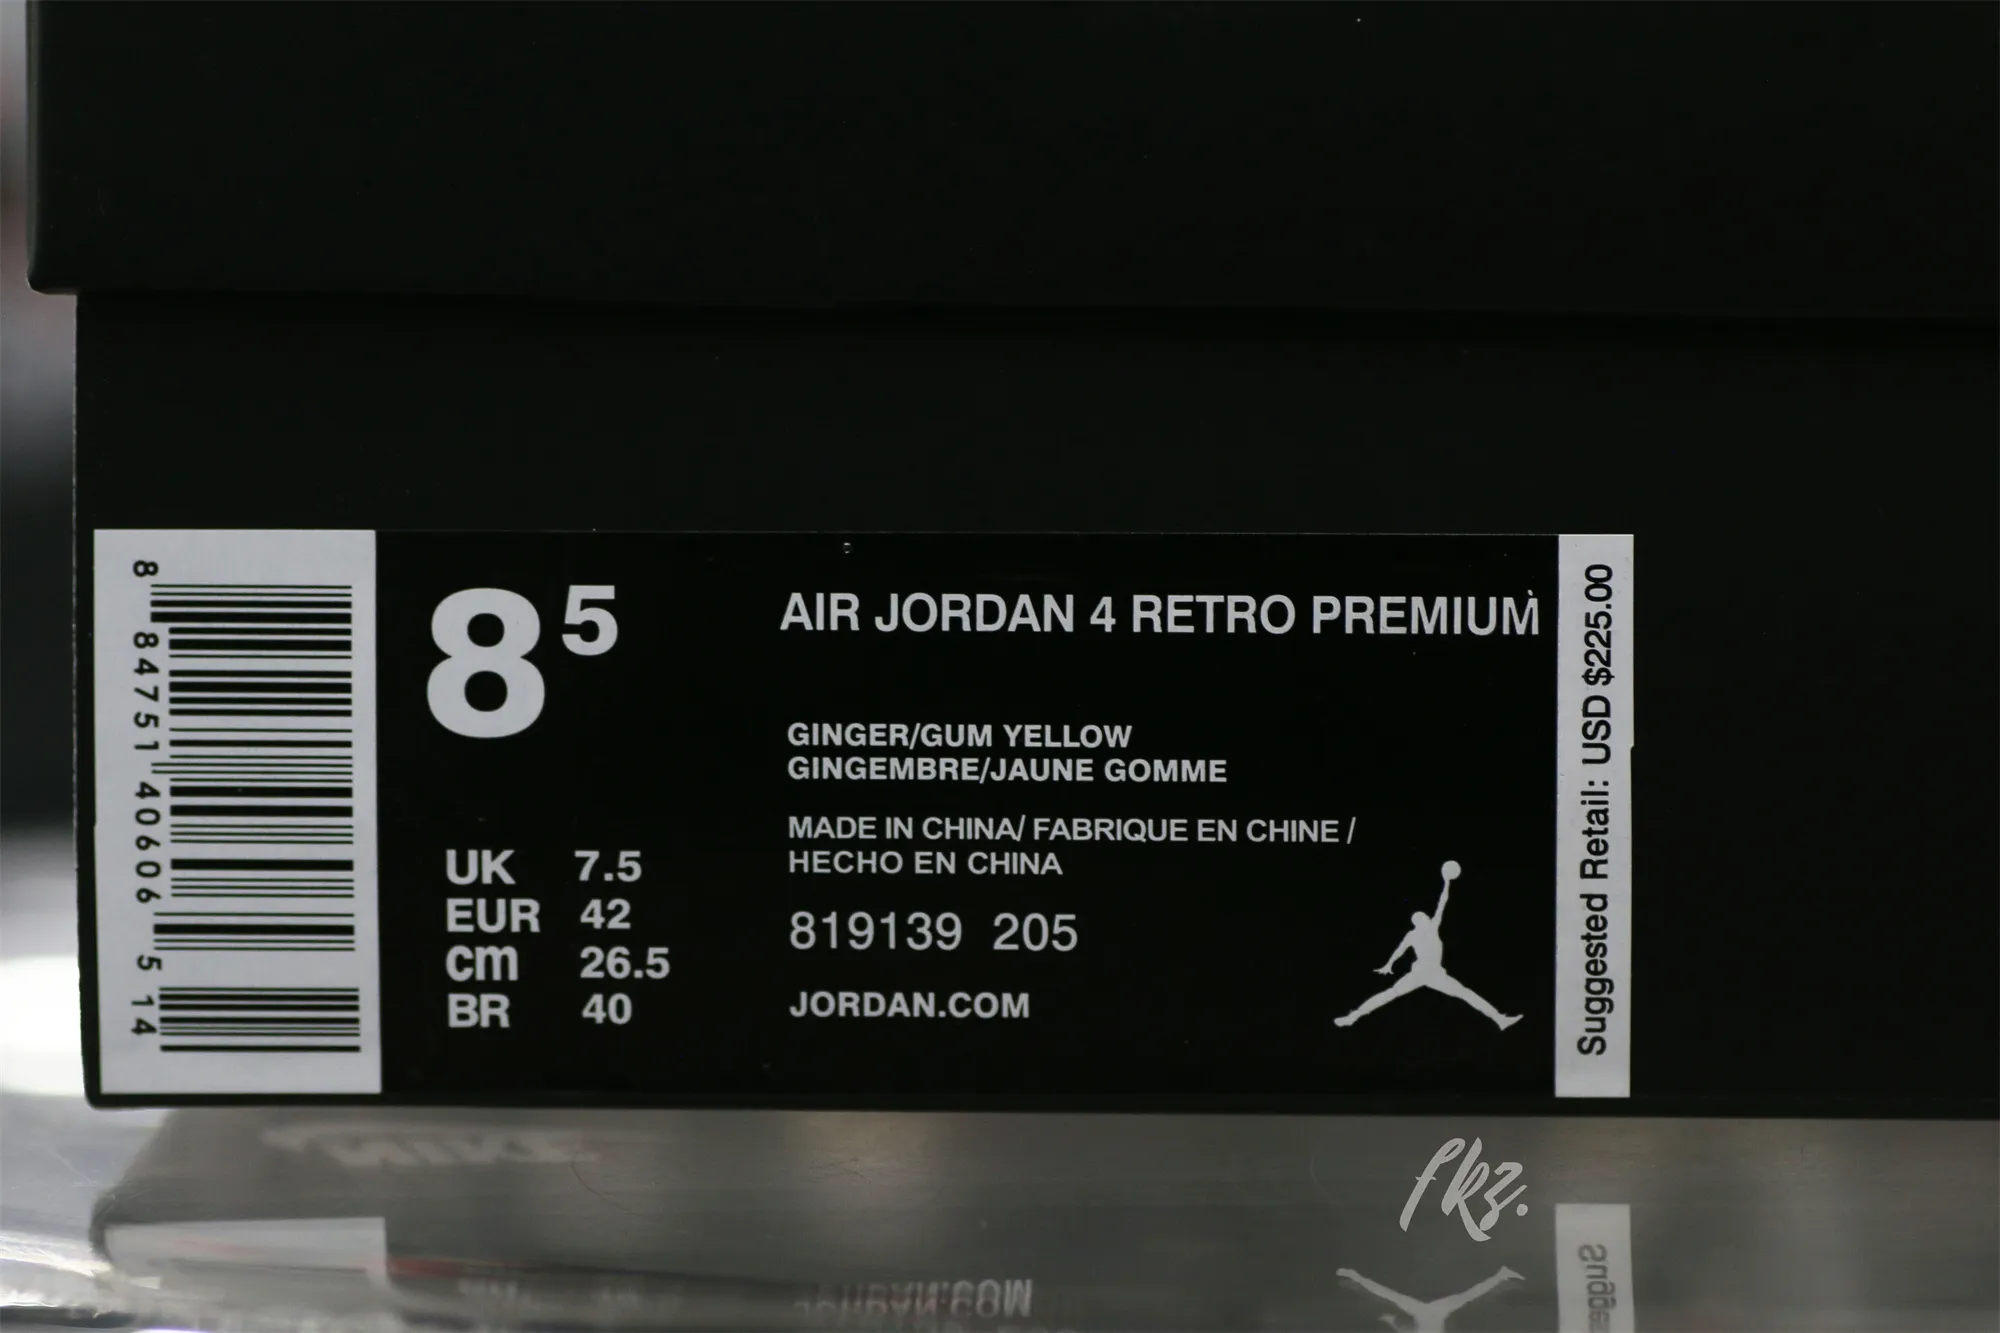 8 84751 40606 5 14
8 5
AIR JORDAN 4 RETRO PREMIUM
GINGER/GUM YELLOW
GINGEMBRE/JAUNE GOMME
MADE IN CHINA/ FABRIQUE EN CHINE /
HECHO EN CHINA
819139 205
JORDAN.COM
UK 7.5
EUR 42
cm 26.5
BR 40
Suggested Retail: USD $225.00
fkz.